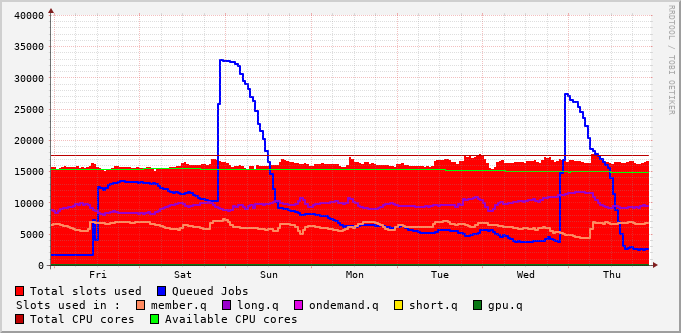 RRDTOOL / TOBI OETIKER
40000
35000
30000
25000
20000
15000
10000
5000
0
Fri Sat Sun Mon Tue Wed Thu
Total slots used Queued Jobs
Slots used in : member.q long.q ondemand.q short.q gpu.q
Total CPU cores Available CPU cores